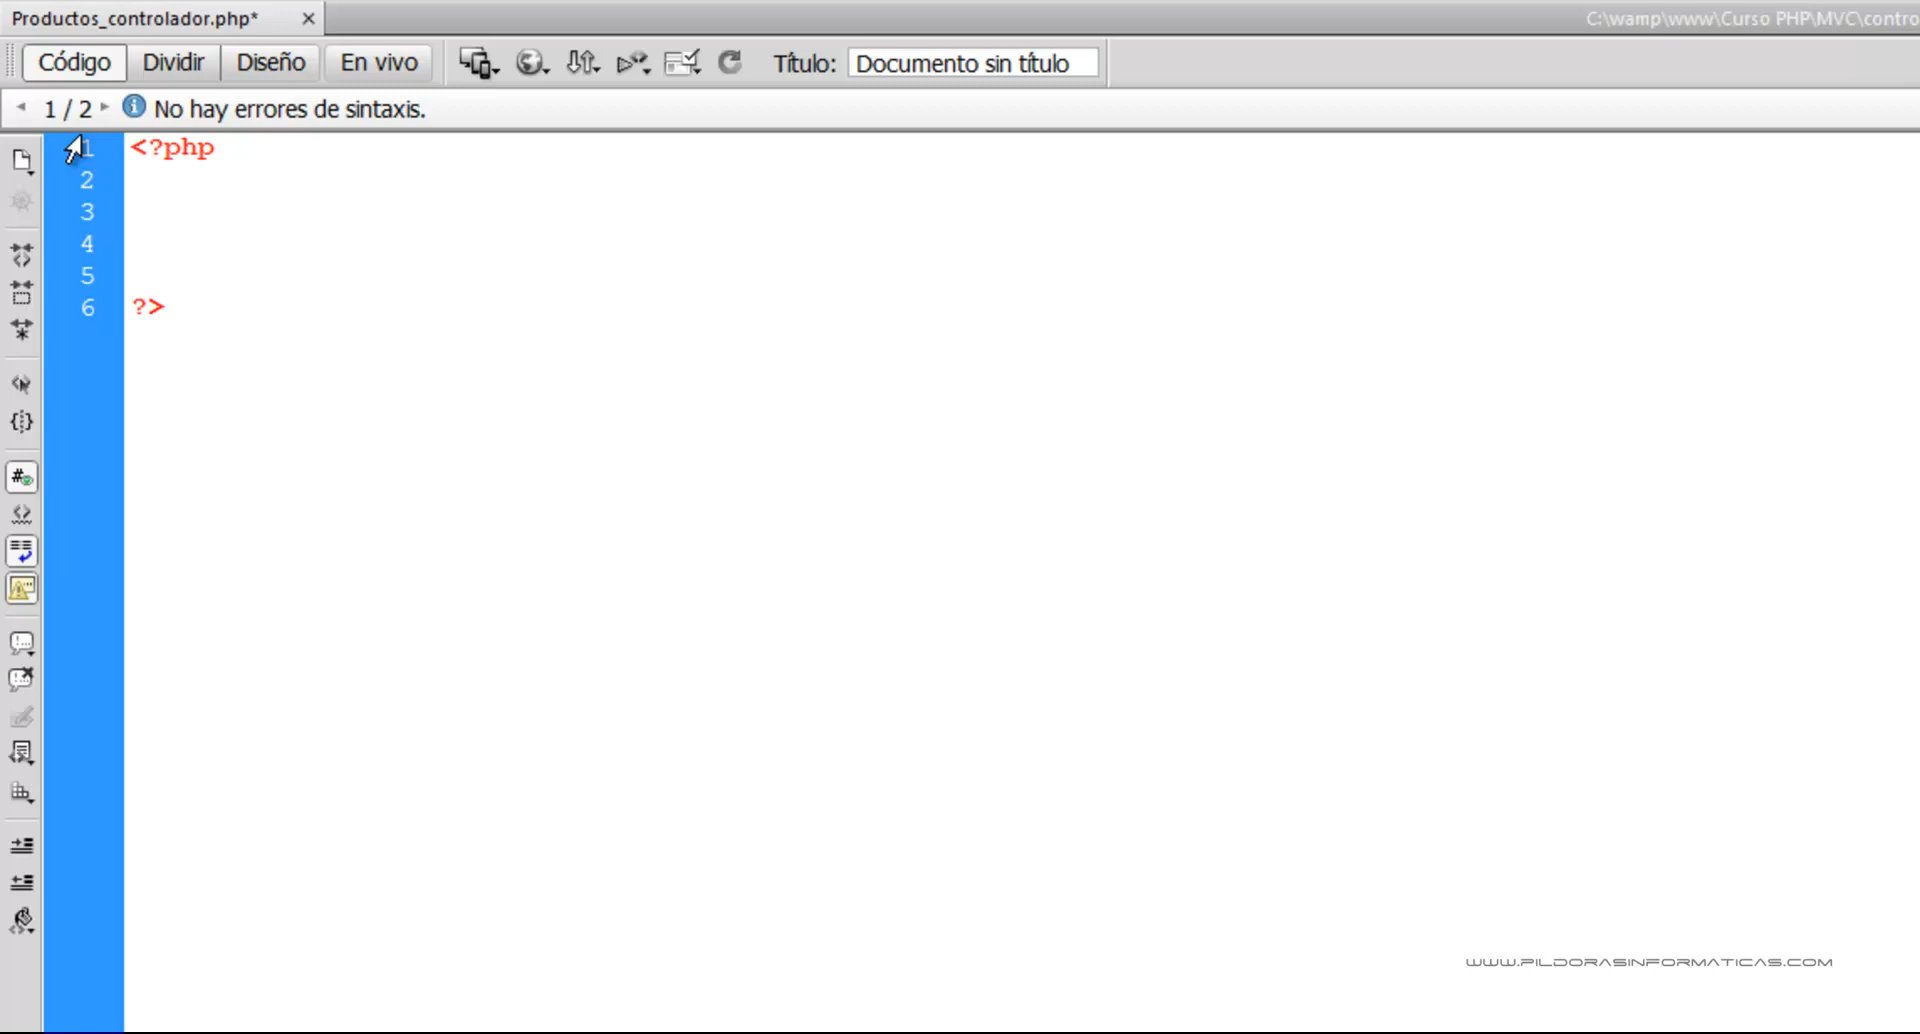 Productos_controlador.php*
C:\wamp\www\Curso PHP\MVC\contro
Código Dividir Diseño En vivo Título: Documento sin título
1 / 2 No hay errores de sintaxis.
1 <?php
2
3
4
5
6 ?>
WWW.PILDORASINFORMATICAS.COM